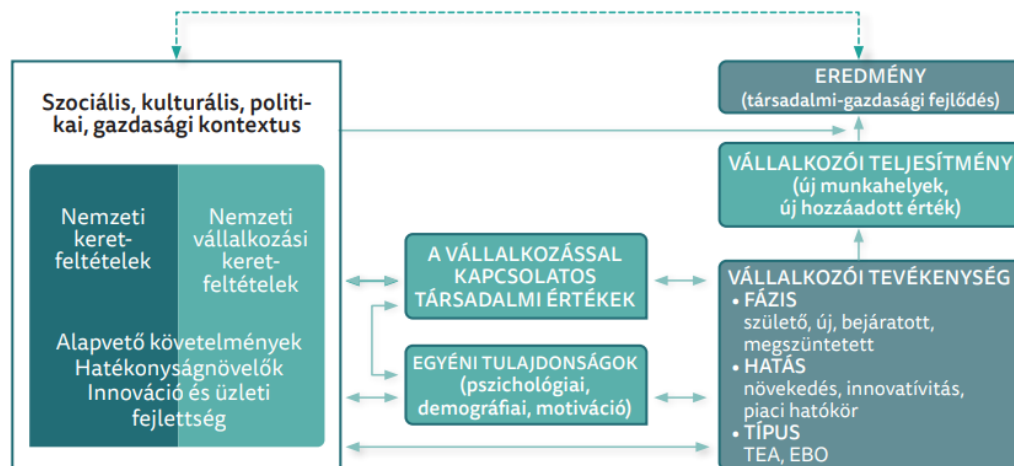 Szociális, kulturális, politi-
kai, gazdasági kontextus
Nemzeti
keret-
feltételek
Nemzeti
vállalkozási
keret-
feltételek
Alapvető követelmények
Hatékonyságnövelők
Innováció és üzleti
fejlettség
A VÁLLALKOZÁSSAL
KAPCSOLATOS
TÁRSADALMI ÉRTÉKEK
EGYÉNI TULAJDONSÁGOK
(pszichológiai,
demográfiai, motiváció)
EREDMÉNY
(társadalmi-gazdasági fejlődés)
VÁLLALKOZÓI TELJESÍTMÉNY
(új munkahelyek,
új hozzáadott érték)
VÁLLALKOZÓI TEVÉKENYSÉG
• FÁZIS
születő, új, bejáratott,
megszüntetett
• HATÁS
növekedés, innovatívitás,
piaci hatókör
• TÍPUS
TEA, EBO